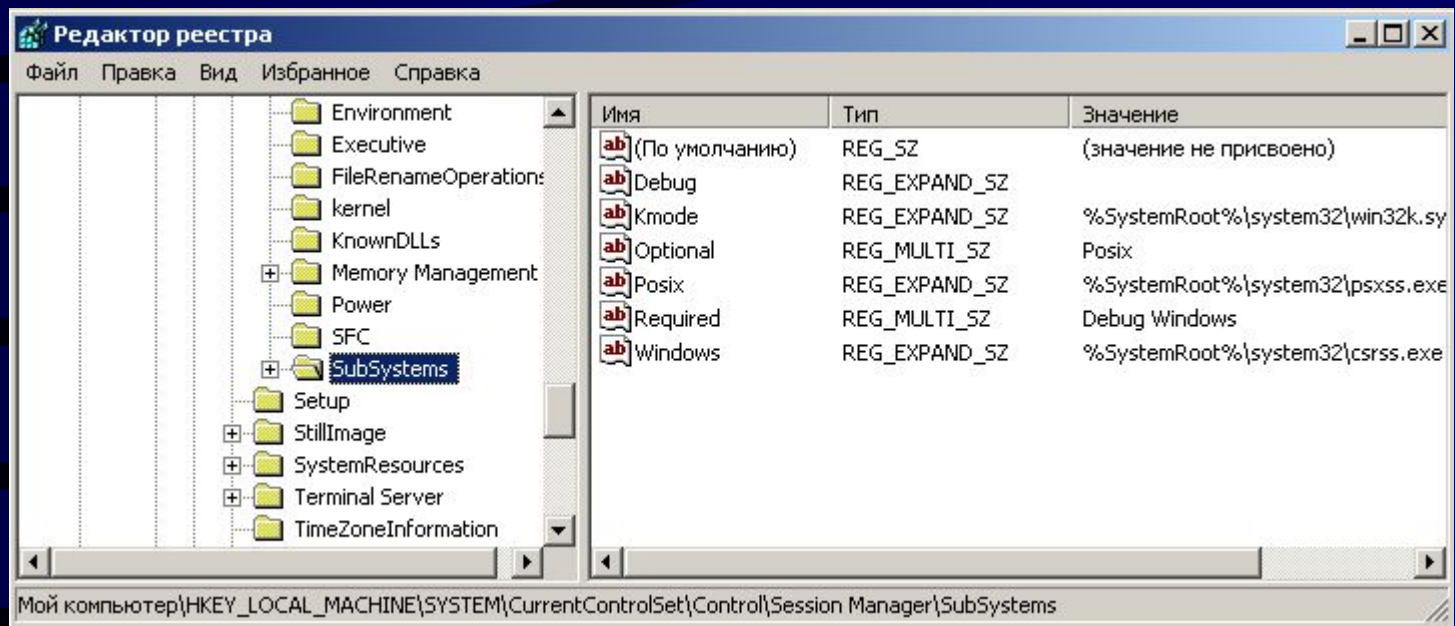 Редактор реестра
Файл Правка Вид Избранное Справка
Environment
Executive
FileRenameOperations
kernel
KnownDLLs
Memory Management
Power
SFC
SubSystems
Setup
StillImage
SystemResources
Terminal Server
TimeZoneInformation
Имя Тип Значение
(По умолчанию) REG_SZ (значение не присвоено)
Debug REG_EXPAND_SZ
Kmode REG_EXPAND_SZ %SystemRoot%\system32\win32k.sy
Optional REG_MULTI_SZ Posix
Posix REG_EXPAND_SZ %SystemRoot%\system32\psxss.exe
Required REG_MULTI_SZ Debug Windows
Windows REG_EXPAND_SZ %SystemRoot%\system32\csrss.exe
Мой компьютер\HKEY_LOCAL_MACHINE\SYSTEM\CurrentControlSet\Control\Session Manager\SubSystems